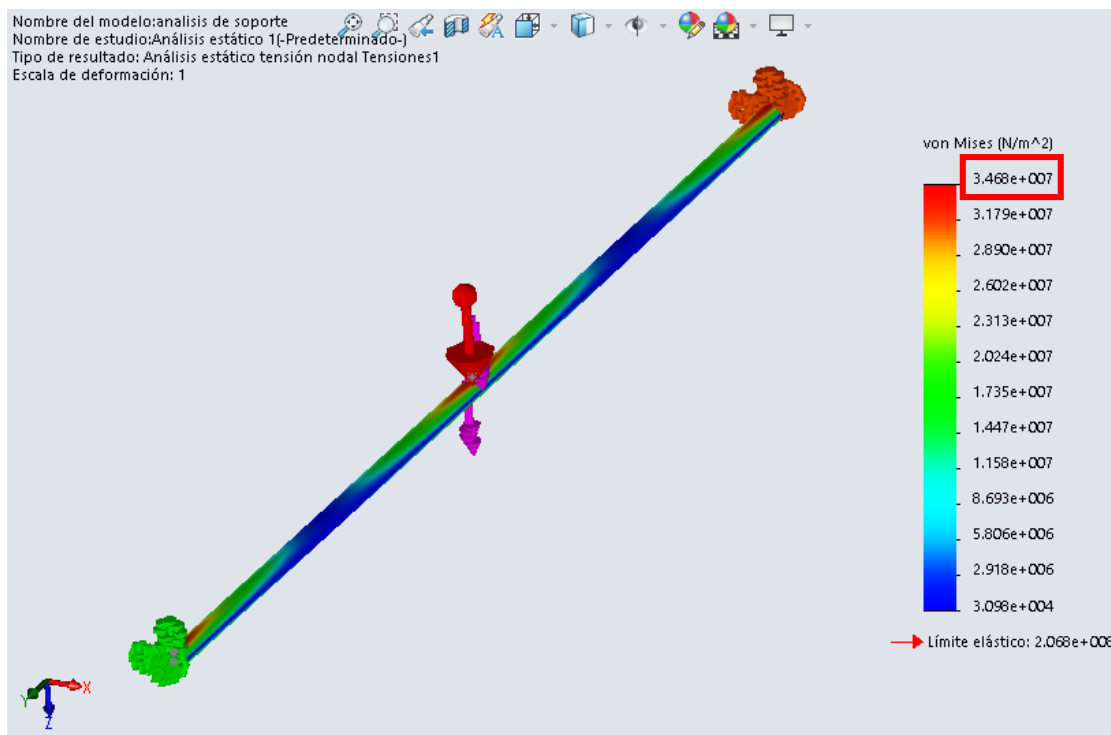 Nombre del modelo:analisis de soporte
Nombre de estudio:Análisis estático 1(-Predeterminado-)
Tipo de resultado: Análisis estático tensión nodal Tensiones1
Escala de deformación: 1
von Mises (N/m^2)
3.468e+007
3.179e+007
2.890e+007
2.602e+007
2.313e+007
2.024e+007
1.735e+007
1.447e+007
1.158e+007
8.693e+006
5.806e+006
2.918e+006
3.098e+004
Límite elástico: 2.068e+008
X
Y
Z